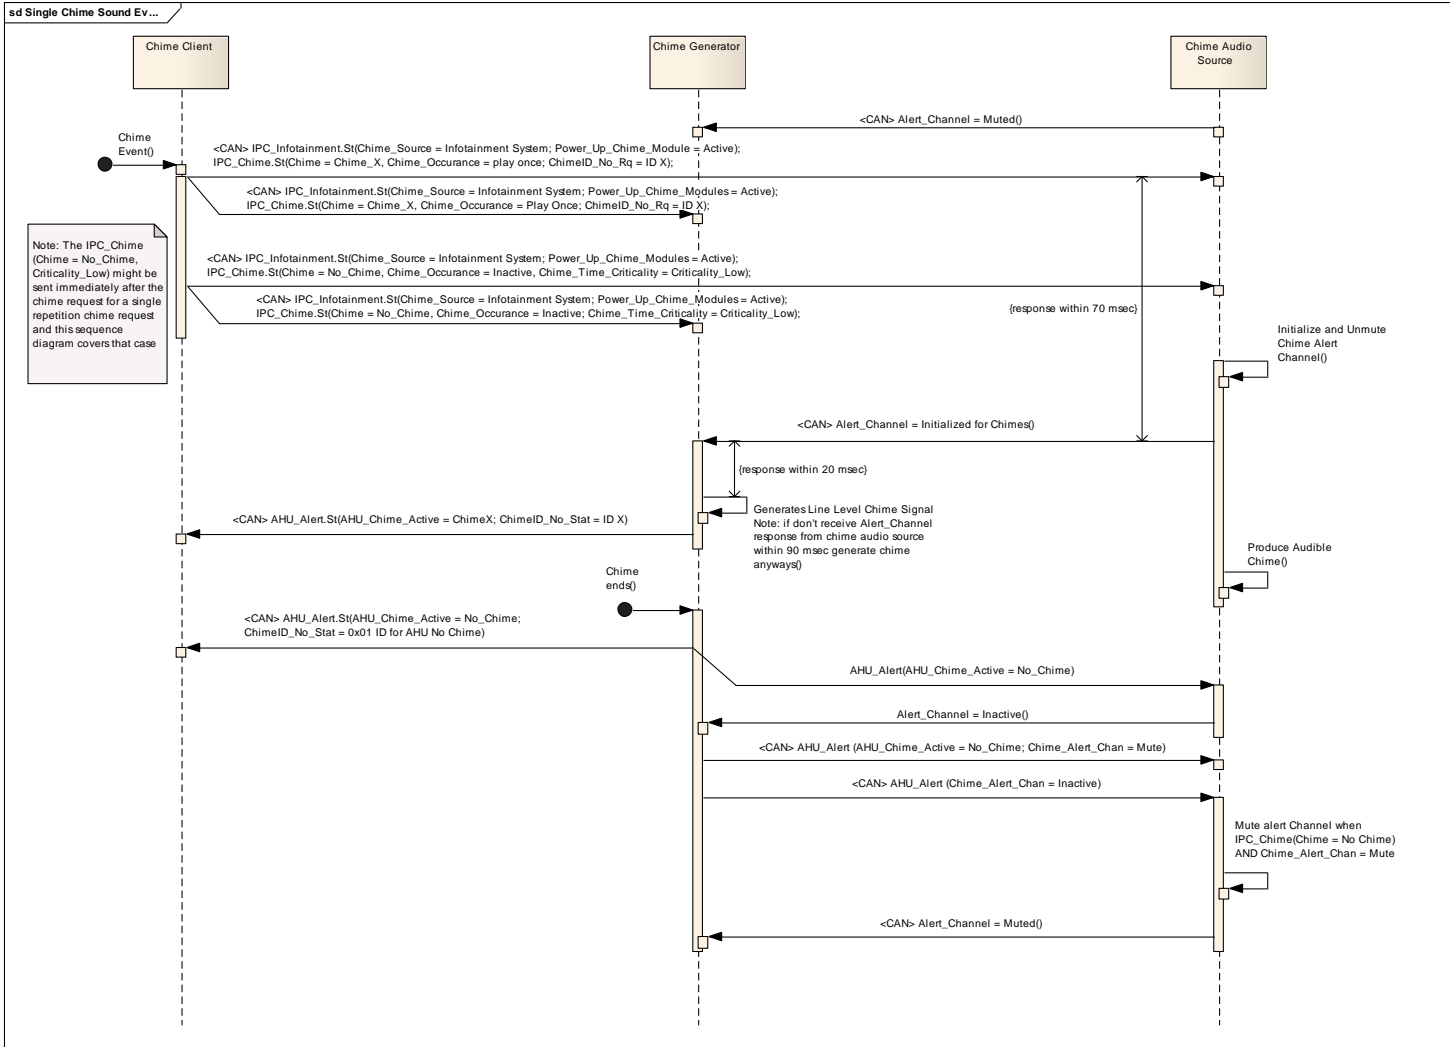 sd Single Chime Sound Ev...
Chime Client
Chime Generator
Chime Audio
Source
<CAN> Alert_Channel = Muted()
Chime
Event()
<CAN> IPC_Infotainment.St(Chime_Source = Infotainment System; Power_Up_Chime_Module = Active);
IPC_Chime.St(Chime = Chime_X, Chime_Occurance = play once; ChimeID_No_Rq = ID X);
<CAN> IPC_Infotainment.St(Chime_Source = Infotainment System; Power_Up_Chime_Modules = Active);
IPC_Chime.St(Chime = Chime_X, Chime_Occurance = Play Once; ChimeID_No_Rq = ID X);
Note: The IPC_Chime
(Chime = No_Chime,
Criticality_Low) might be
sent immediately after the
chime request for a single
repetition chime request
and this sequence
diagram covers that case
<CAN> IPC_Infotainment.St(Chime_Source = Infotainment System; Power_Up_Chime_Modules = Active);
IPC_Chime.St(Chime = No_Chime, Chime_Occurance = Inactive, Chime_Time_Criticality = Criticality_Low);
<CAN> IPC_Infotainment.St(Chime_Source = Infotainment System; Power_Up_Chime_Modules = Active);
IPC_Chime.St(Chime = No_Chime, Chime_Occurance = Inactive; Chime_Time_Criticality = Criticality_Low);
{response within 70 msec}
Initialize and Unmute
Chime Alert
Channel()
<CAN> Alert_Channel = Initialized for Chimes()
{response within 20 msec}
Generates Line Level Chime Signal
Note: if don't receive Alert_Channel
response from chime audio source
within 90 msec generate chime
anyways()
<CAN> AHU_Alert.St(AHU_Chime_Active = ChimeX; ChimeID_No_Stat = ID X)
Produce Audible
Chime()
Chime
ends()
<CAN> AHU_Alert.St(AHU_Chime_Active = No_Chime;
ChimeID_No_Stat = 0x01 ID for AHU No Chime)
AHU_Alert(AHU_Chime_Active = No_Chime)
Alert_Channel = Inactive()
<CAN> AHU_Alert (AHU_Chime_Active = No_Chime; Chime_Alert_Chan = Mute)
<CAN> AHU_Alert (Chime_Alert_Chan = Inactive)
Mute alert Channel when
IPC_Chime(Chime = No Chime)
AND Chime_Alert_Chan = Mute
<CAN> Alert_Channel = Muted()